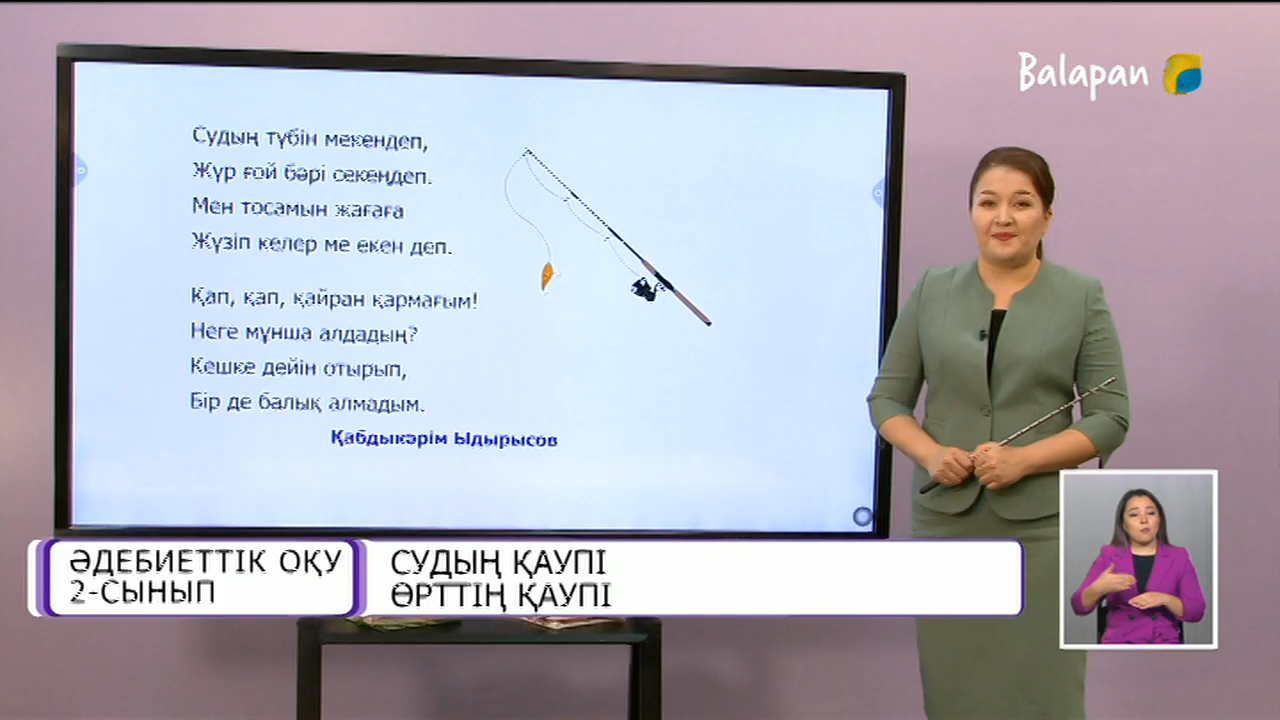 Balapan
Судың түбін мекендеп,
Жүр ғой бәрі секеңдеп.
Мен тосамын жағаға
Жүзіп келер ме екен деп.
Қап, қап, қайран қармағым!
Неге мұнша алдадың?
Кешке дейін отырып,
Бір де балық алмадым.
Қабдыкәрім Ыдырысов
ӘДЕБИЕТТІК ОҚУ
2-СЫНЫП
СУДЫҢ ҚАУПІ
ӨРТТІҢ ҚАУПІ